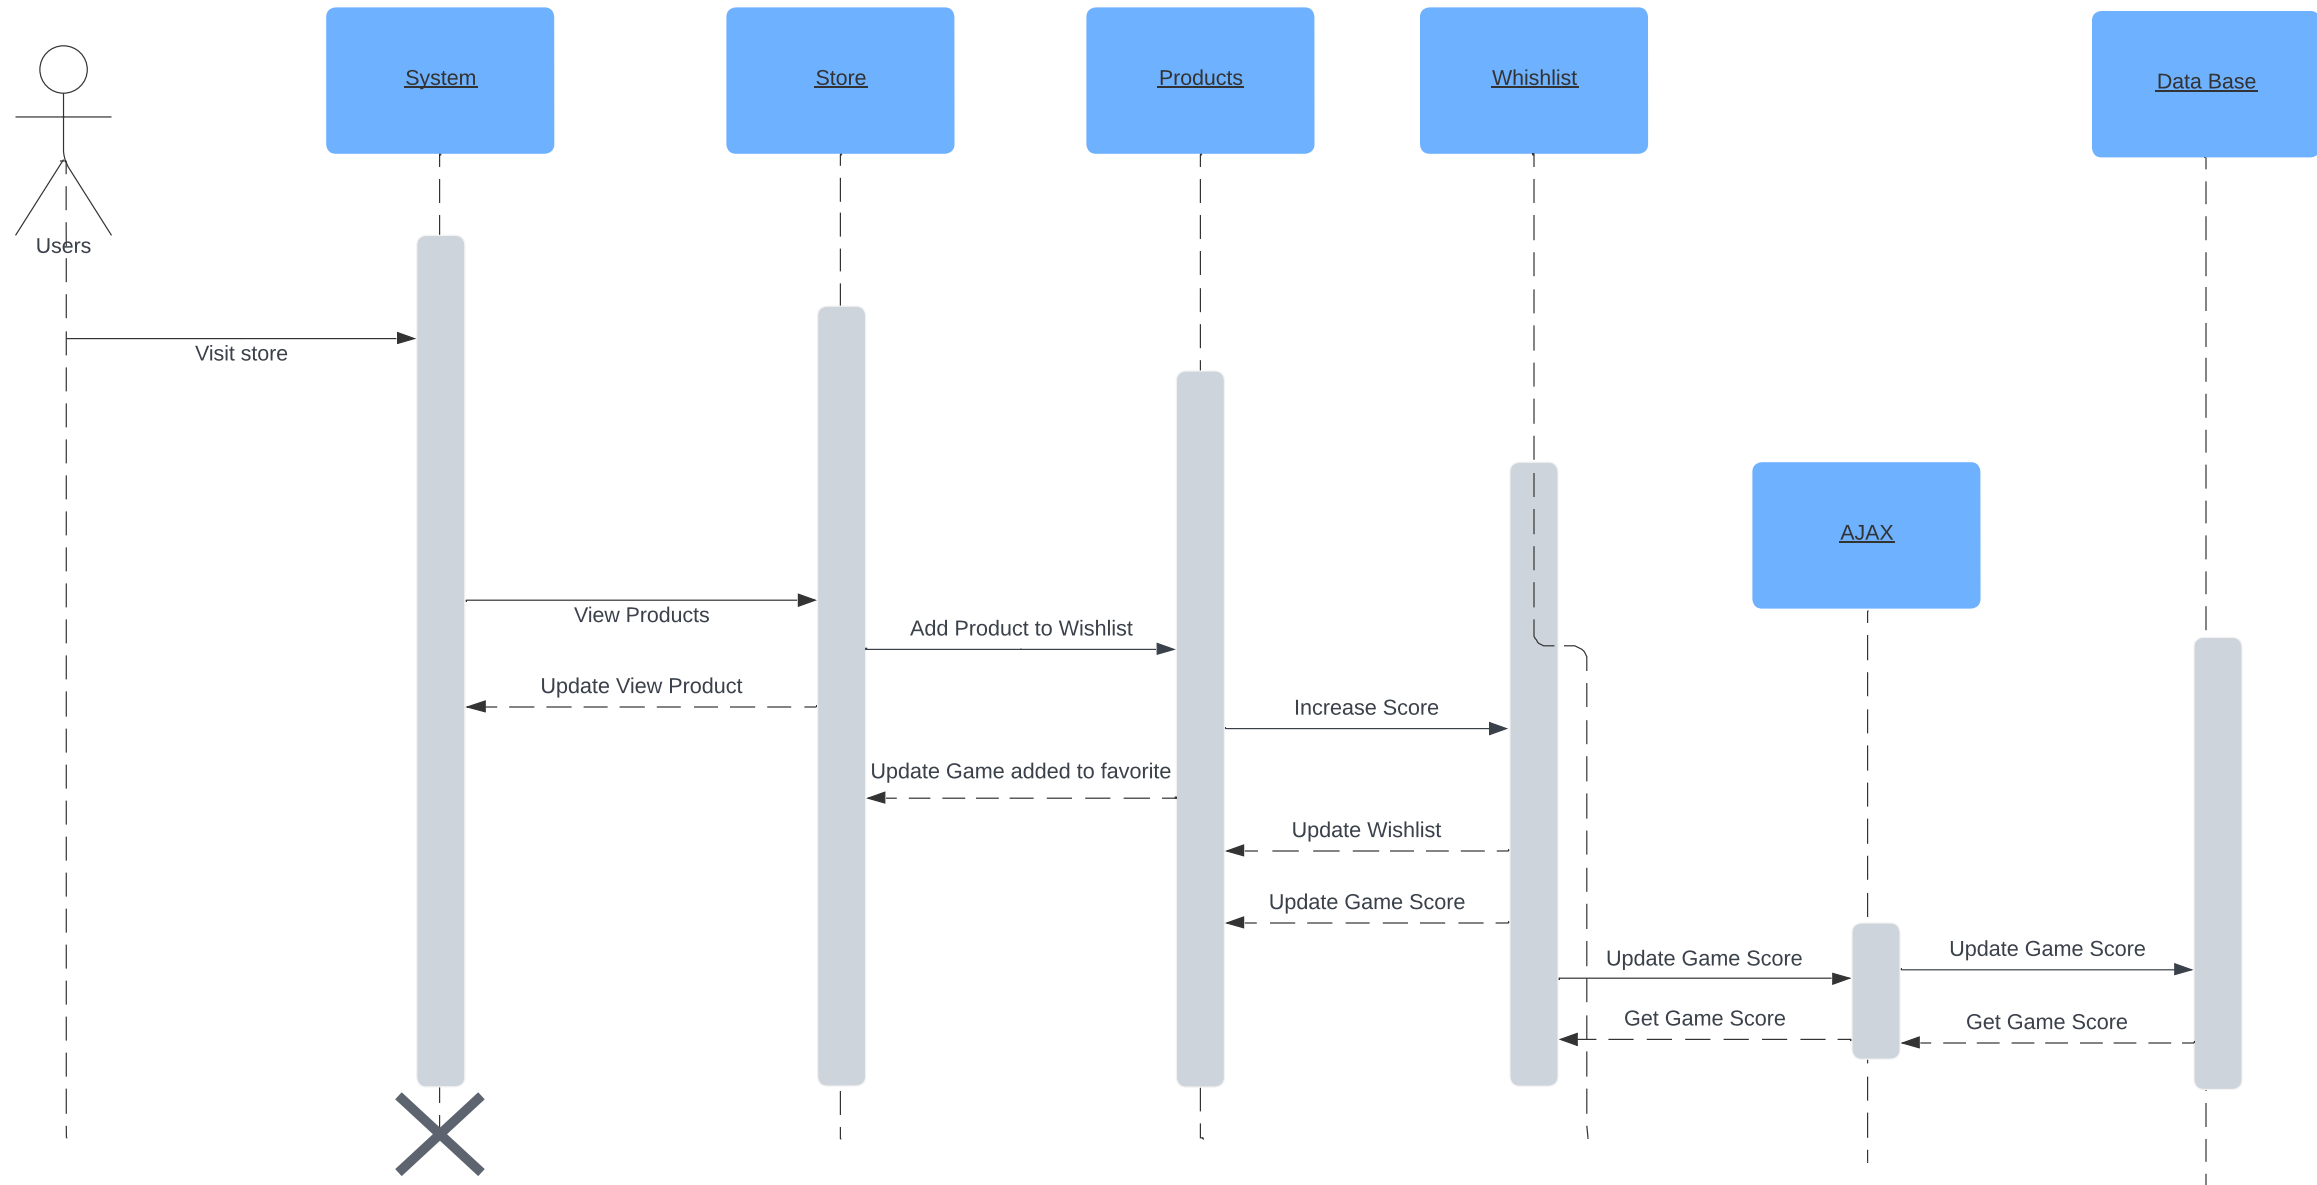 System
Store
Products
Whishlist
Data Base
Users
Visit store
AJAX
View Products
Add Product to Wishlist
Update View Product
Increase Score
Update Game added to favorite
Update Wishlist
Update Game Score
Update Game Score
Update Game Score
Get Game Score
Get Game Score